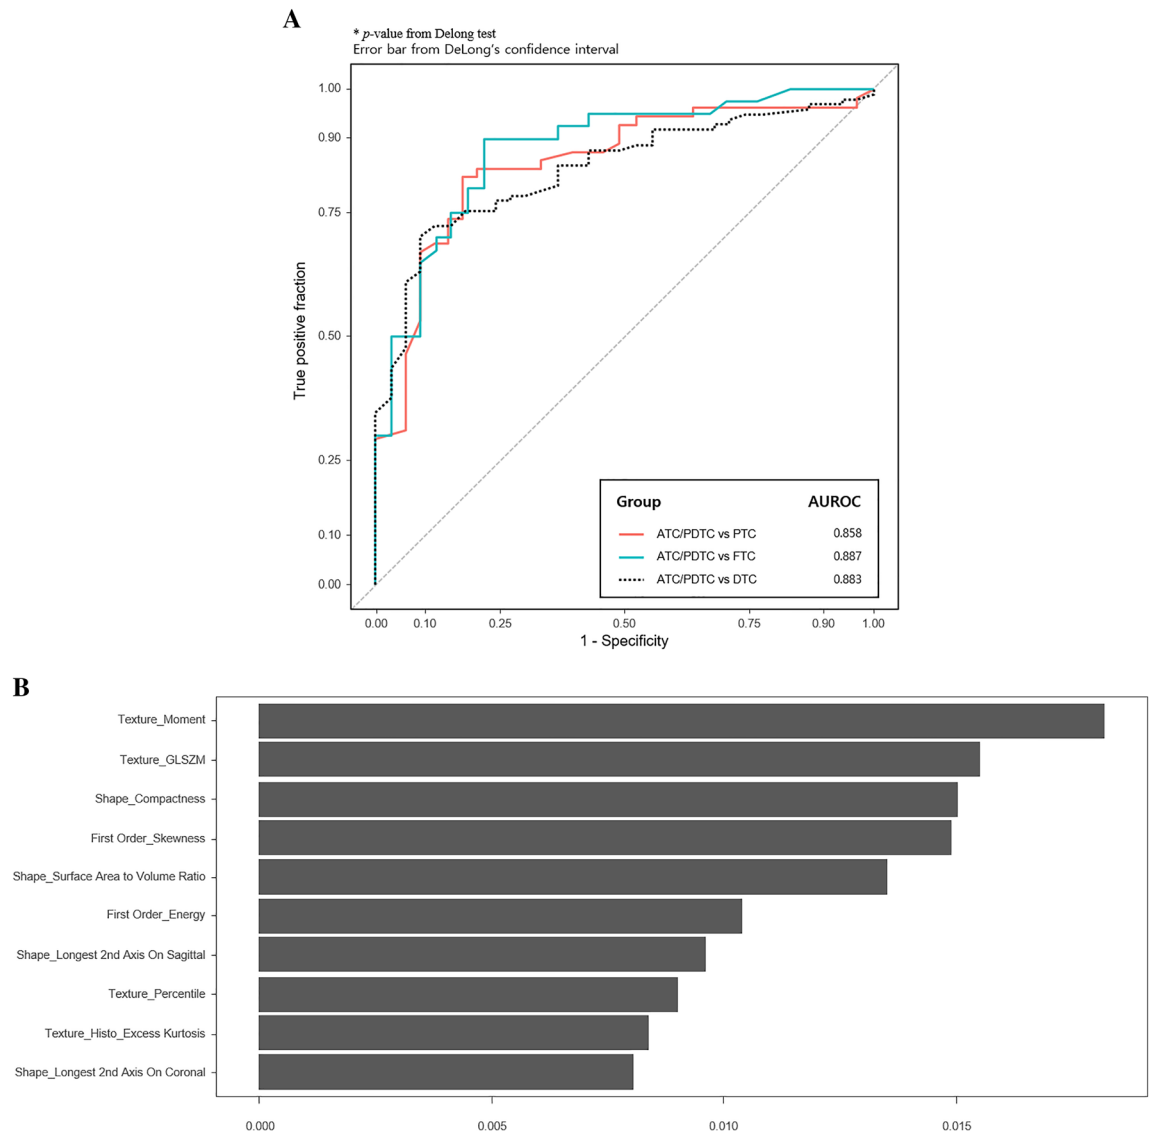 A
* p-value from Delong test
Error bar from DeLong's confidence interval
1.00
0.90
0.75
0.50
0.25
0.10
0.00
True positive fraction
Group AUROC
ATC/PDTC vs PTC 0.858
ATC/PDTC vs FTC 0.887
ATC/PDTC vs DTC 0.883
0.00 0.10 0.25 0.50 0.75 0.90 1.00
1 - Specificity
B
Texture_Moment
Texture_GLSZM
Shape_Compactness
First Order_Skewness
Shape_Surface Area to Volume Ratio
First Order_Energy
Shape_Longest 2nd Axis On Sagittal
Texture_Percentile
Texture_Histo_Excess Kurtosis
Shape_Longest 2nd Axis On Coronal
0.000 0.005 0.010 0.015